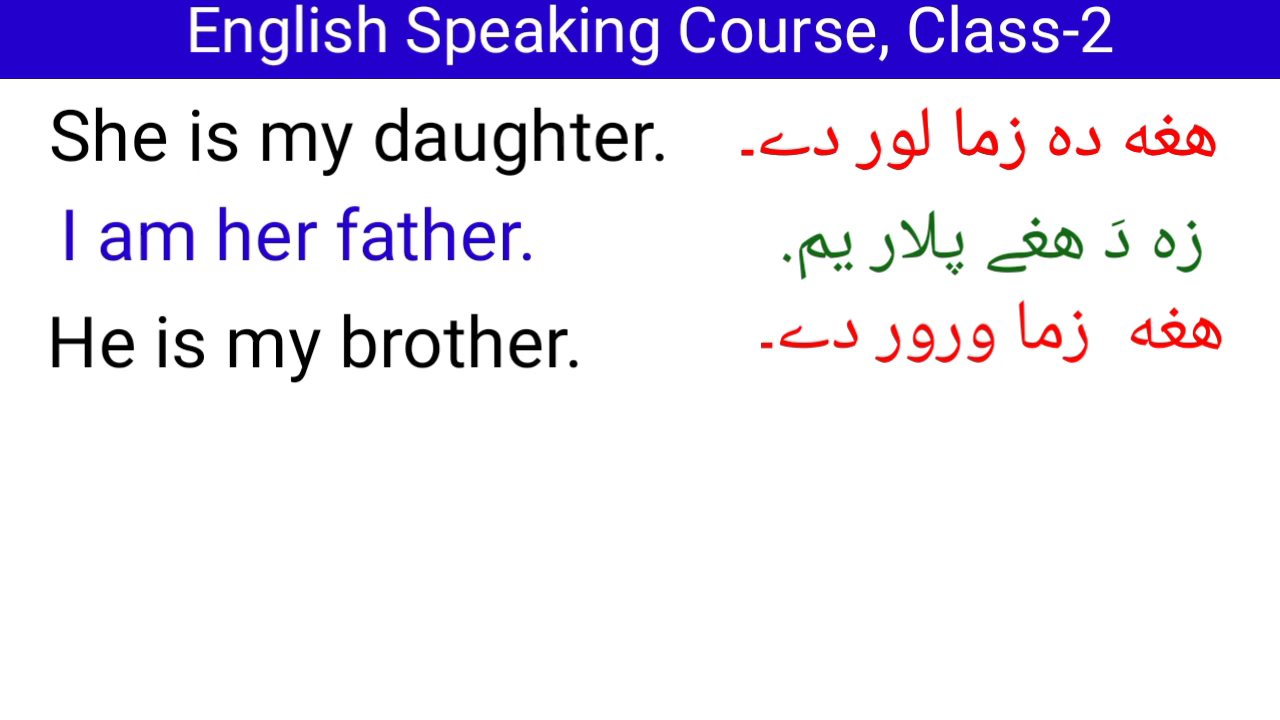 English Speaking Course, Class-2
She is my daughter. هغه ده زما لور دے۔
I am her father. زه دَ هغے پلار یم.
He is my brother. هغه زما ورور دے۔